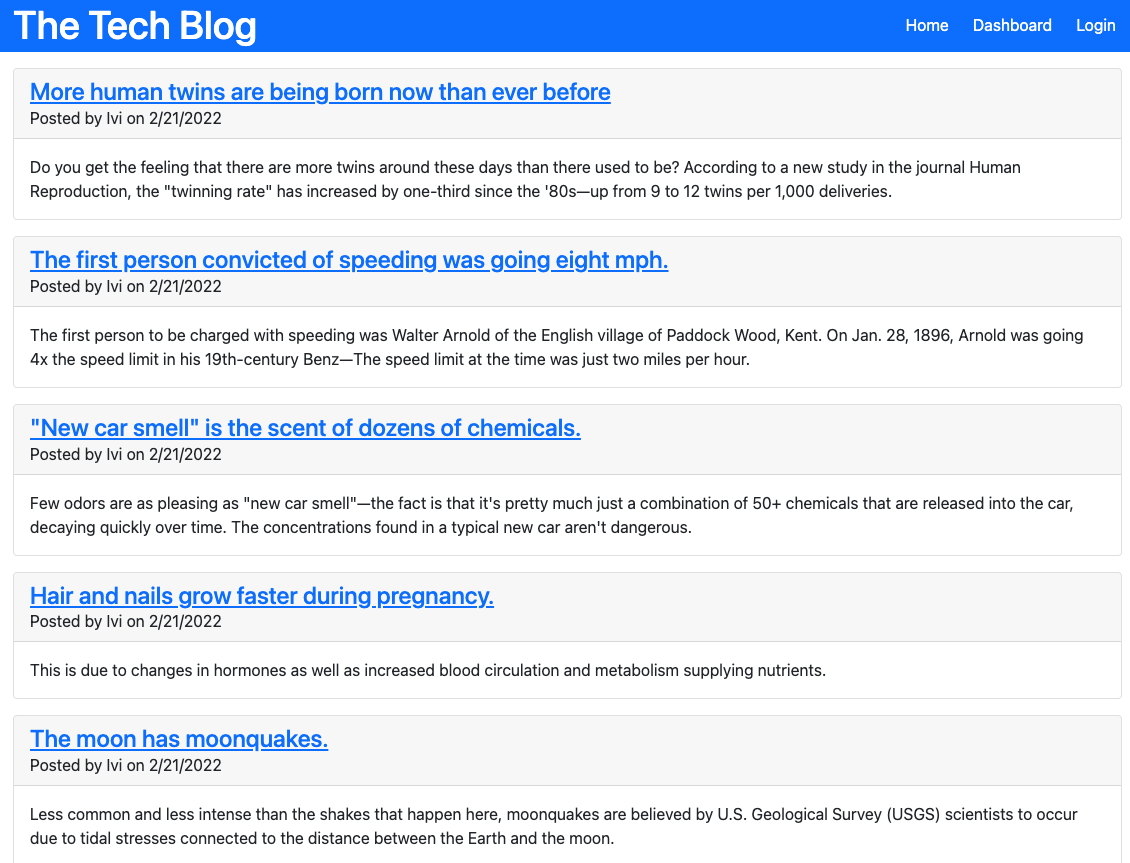 The Tech Blog
Home Dashboard Login
More human twins are being born now than ever before
Posted by lvi on 2/21/2022
Do you get the feeling that there are more twins around these days than there used to be? According to a new study in the journal Human
Reproduction, the "twinning rate" has increased by one-third since the '80s—up from 9 to 12 twins per 1,000 deliveries.
The first person convicted of speeding was going eight mph.
Posted by lvi on 2/21/2022
The first person to be charged with speeding was Walter Arnold of the English village of Paddock Wood, Kent. On Jan. 28, 1896, Arnold was going
4x the speed limit in his 19th-century Benz—The speed limit at the time was just two miles per hour.
"New car smell" is the scent of dozens of chemicals.
Posted by lvi on 2/21/2022
Few odors are as pleasing as "new car smell"—the fact is that it's pretty much just a combination of 50+ chemicals that are released into the car,
decaying quickly over time. The concentrations found in a typical new car aren't dangerous.
Hair and nails grow faster during pregnancy.
Posted by lvi on 2/21/2022
This is due to changes in hormones as well as increased blood circulation and metabolism supplying nutrients.
The moon has moonquakes.
Posted by lvi on 2/21/2022
Less common and less intense than the shakes that happen here, moonquakes are believed by U.S. Geological Survey (USGS) scientists to occur
due to tidal stresses connected to the distance between the Earth and the moon.